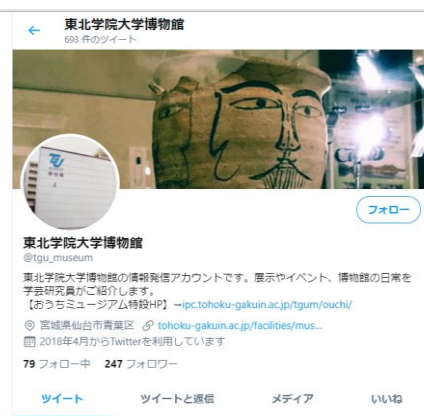 東北学院大学博物館
693 件のツイート
TG
フォロー
東北学院大学博物館
@tgu_museum
東北学院大学博物館の情報発信アカウントです。展示やイベント、博物館の日常を
学芸研究員がご紹介します。
【おうちミュージアム特設HP】→ipc.tohoku-gakuin.ac.jp/tgum/ouchi/
宮城県仙台市青葉区 tohoku-gakuin.ac.jp/facilities/mus...
2018年4月からTwitterを利用しています
79 フォロー中 247 フォロワー
ツイート ツイートと返信 メディア いいね